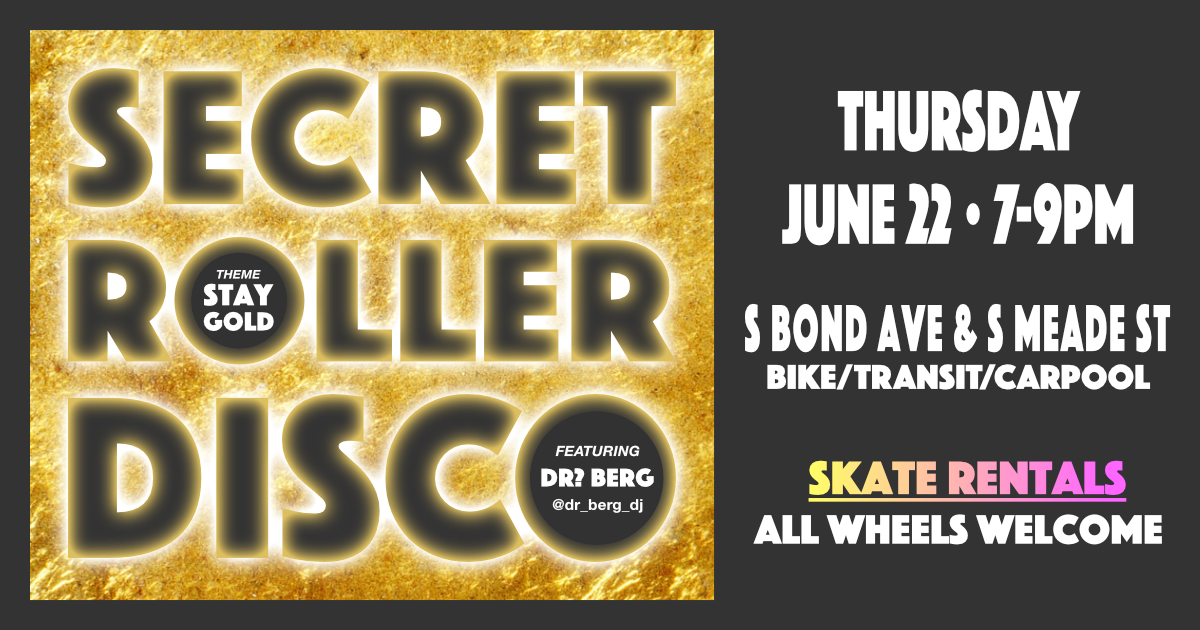 SECRET
ROLLER
THEME
STAY
GOLD
DISCO
FEATURING
DR? BERG
@dr_berg_dj
THURSDAY
JUNE 22 • 7-9PM
S BOND AVE & S MEADE ST
BIKE/TRANSIT/CARPOOL
SKATE RENTALS
ALL WHEELS WELCOME